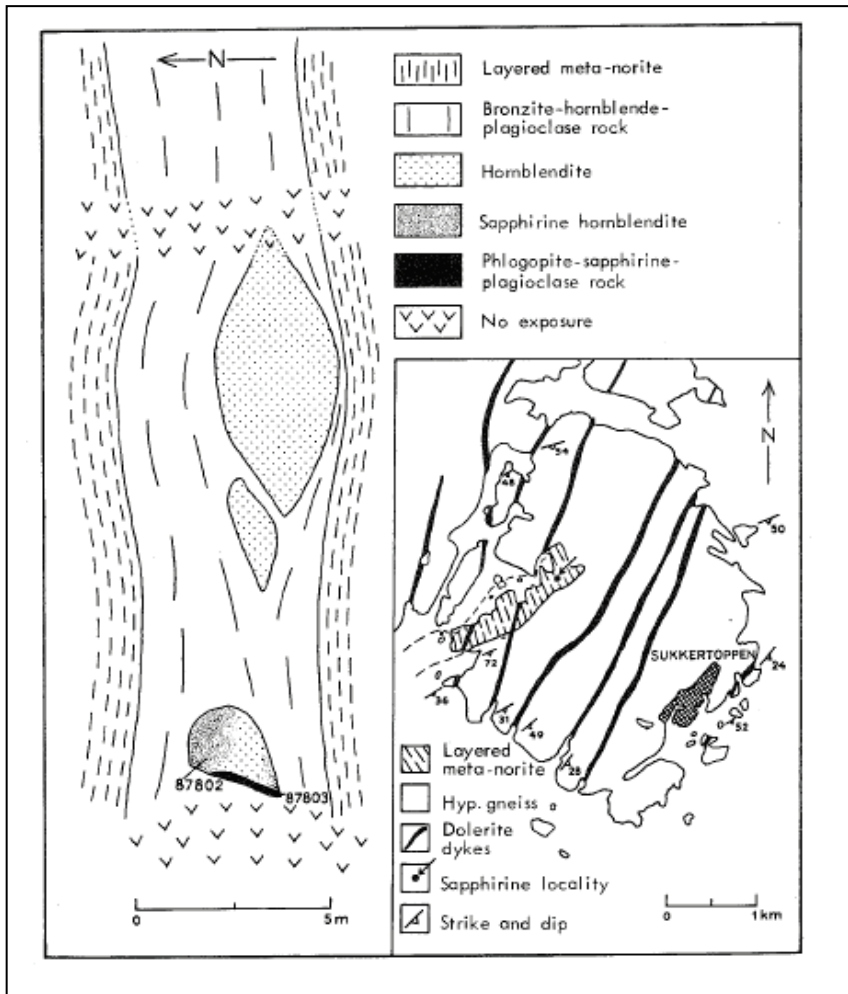 N
Layered meta-norite
Bronzite-hornblende-
plagioclase rock
Hornblendite
Sapphirine hornblendite
Phlogopite-sapphirine-
plagioclase rock
No exposure
87802
87803
0
5m
N
54
48
50
72
36
31
49
28
SUKKERTOPPEN
24
52
Layered
meta-norite
Hyp. gneiss
Dolerite
dykes
Sapphirine locality
Strike and dip
0
1km